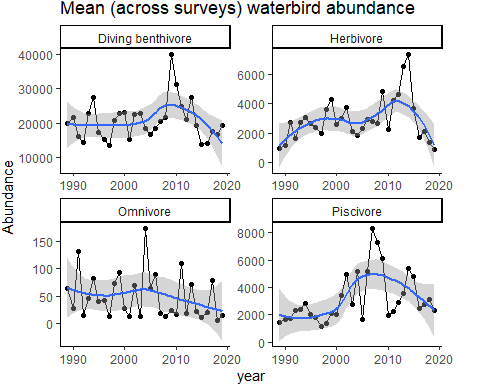 Mean (across surveys) waterbird abundance
Diving benthivore
Herbivore
40000
30000
20000
10000
6000
4000
2000
0
1990 2000 2010 2020
1990 2000 2010 2020
Abundance
Omnivore
Piscivore
150
100
50
0
8000
6000
4000
2000
0
1990 2000 2010 2020
1990 2000 2010 2020
year